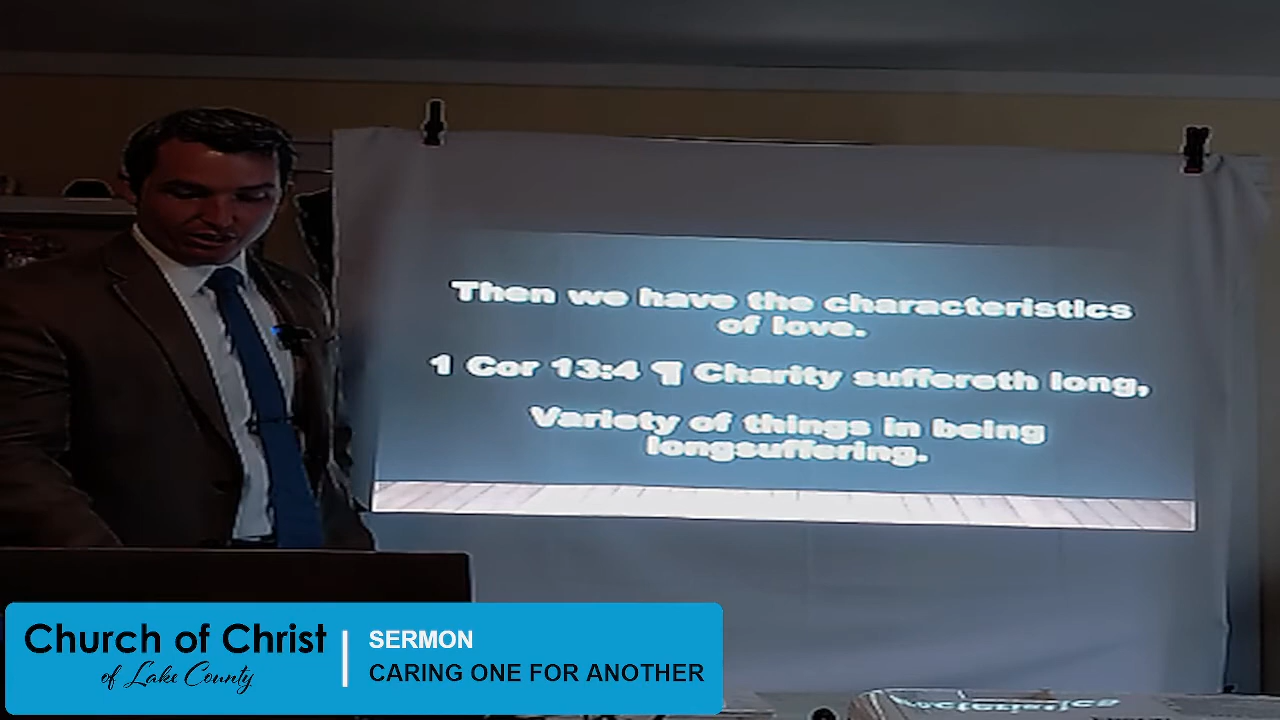 Then we have the characteristics
of love.
1 Cor 13:4 ¶ Charity suffereth long,
Variety of things in being
longsuffering.
Church of Christ
of Lake County
SERMON
CARING ONE FOR ANOTHER